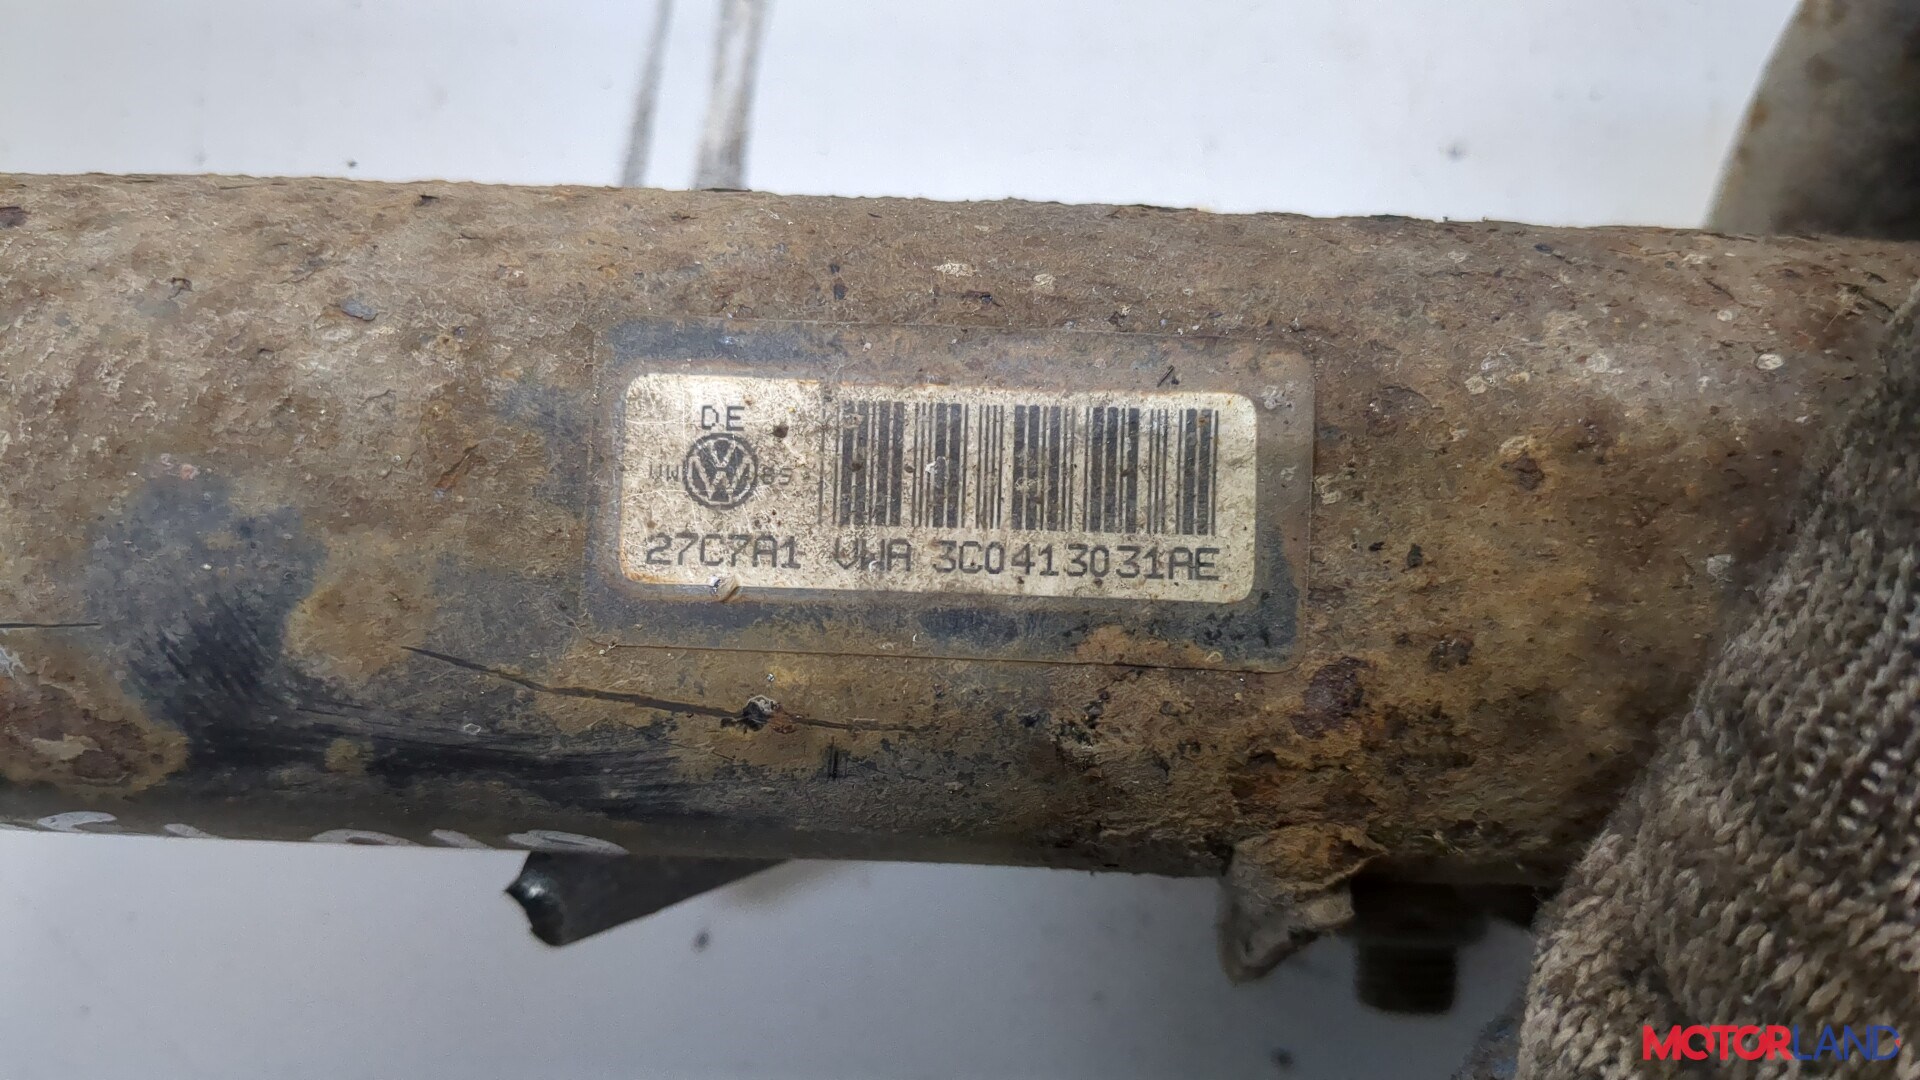 DE
27C7A1 VWA 3C0413031AE
MOTORLAND